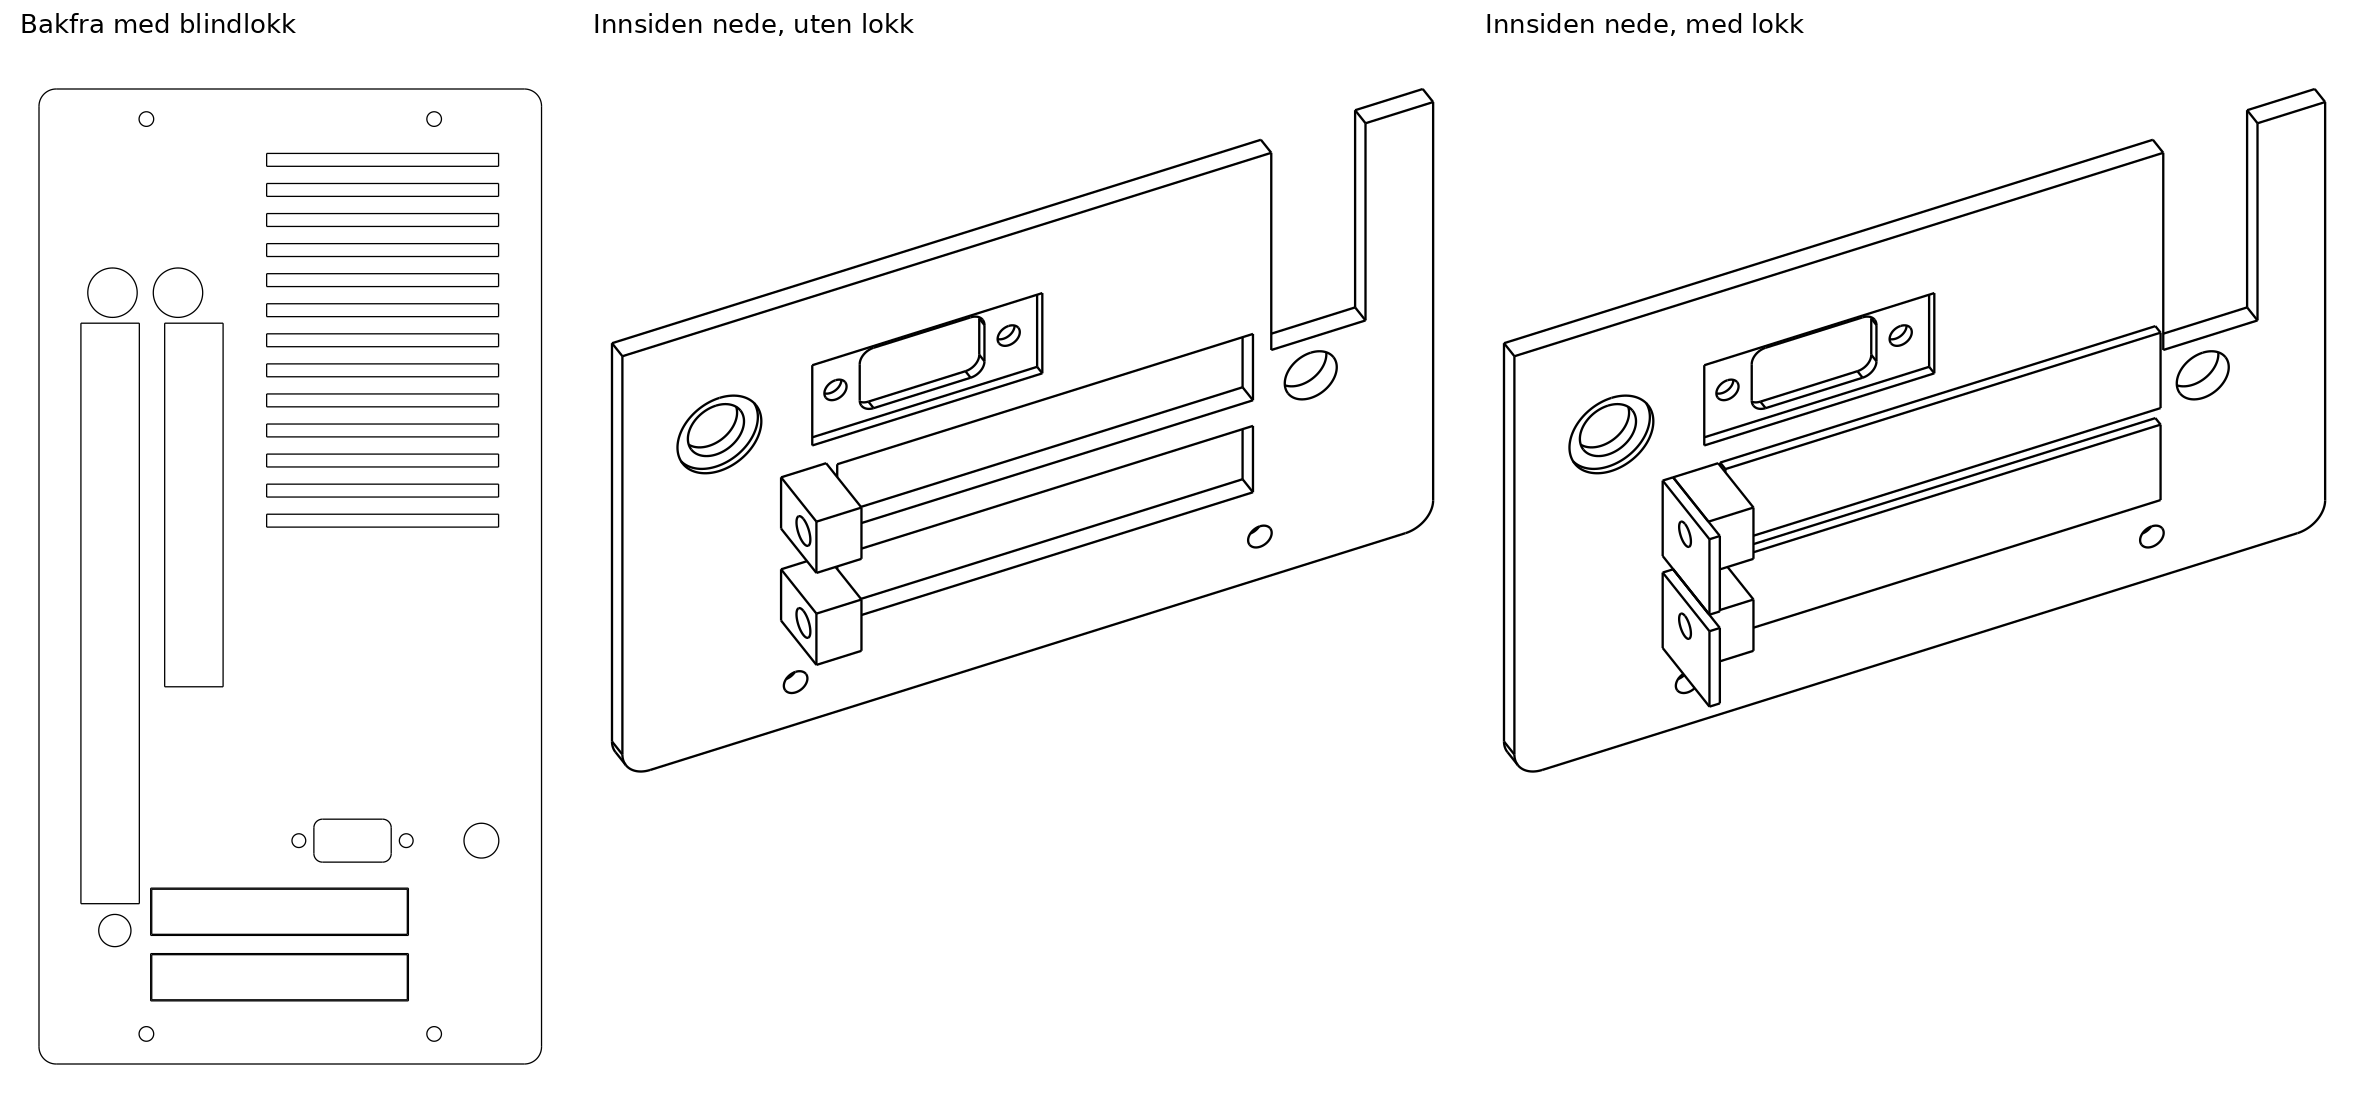 Bakfra med blindlokk
Innsiden nede, uten lokk
Innsiden nede, med lokk